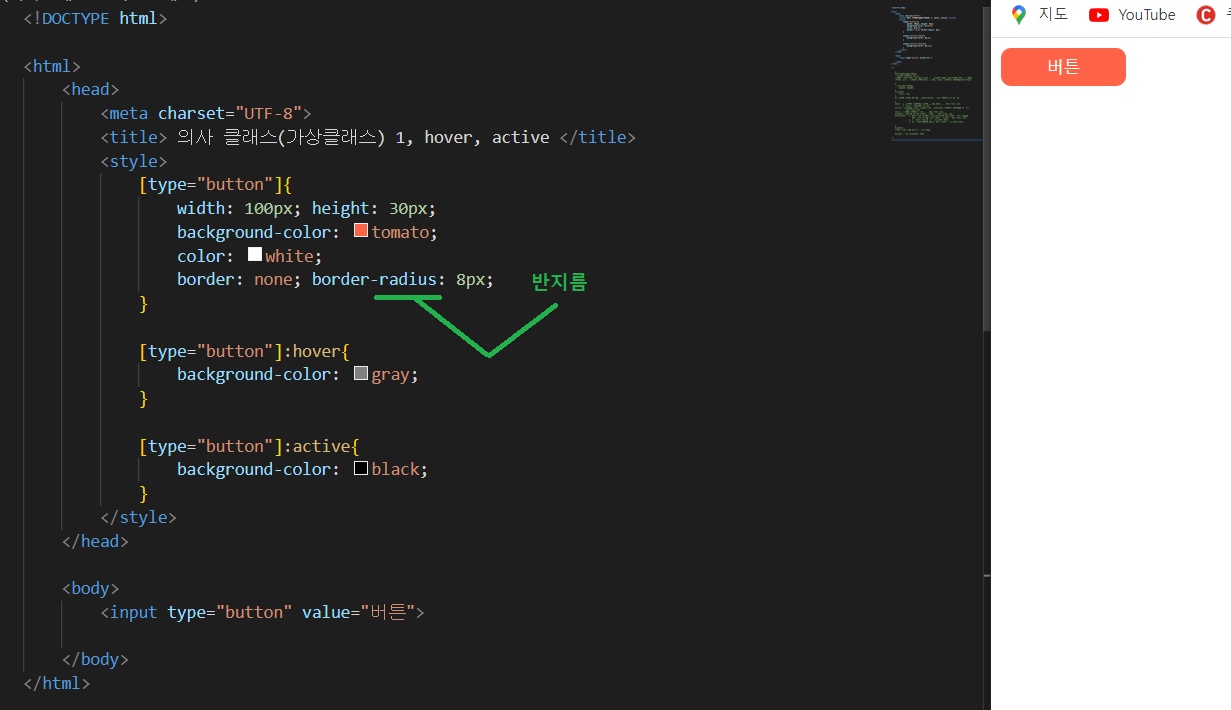 <!DOCTYPE html>
<html>
<head>
<meta charset="UTF-8">
<title> 의사 클래스(가상클래스) 1, hover, active </title>
<style>
[type="button"]{
width: 100px; height: 30px;
background-color: tomato;
color: white;
border: none; border-radius: 8px; 반지름
}
[type="button"]:hover{
background-color: gray;
}
[type="button"]:active{
background-color: black;
}
</style>
</head>
<body>
<input type="button" value="버튼">
</body>
</html>
지도 YouTube C
버튼